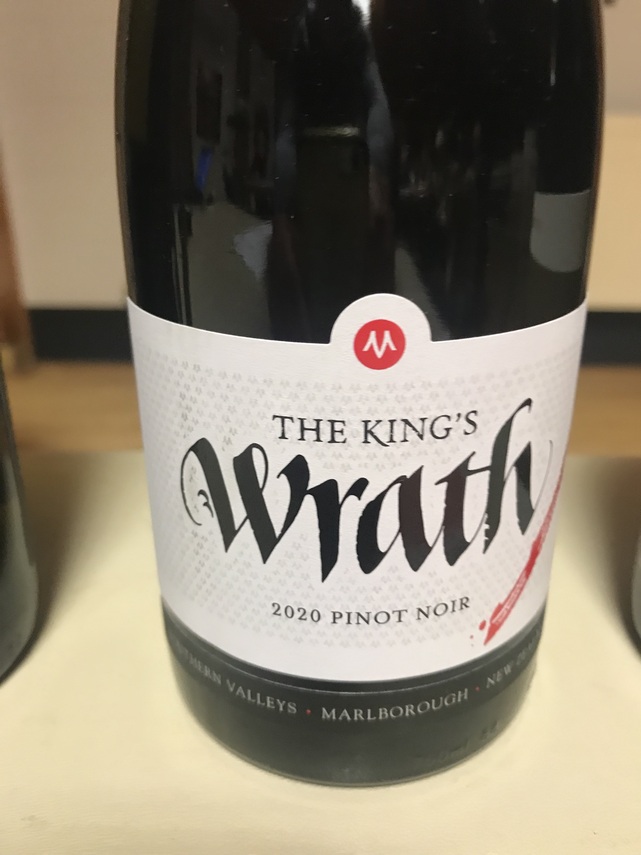 M
THE KING'S
Wrath
2020 PINOT NOIR
VALLEYS • MARLBOROUGH • NEW